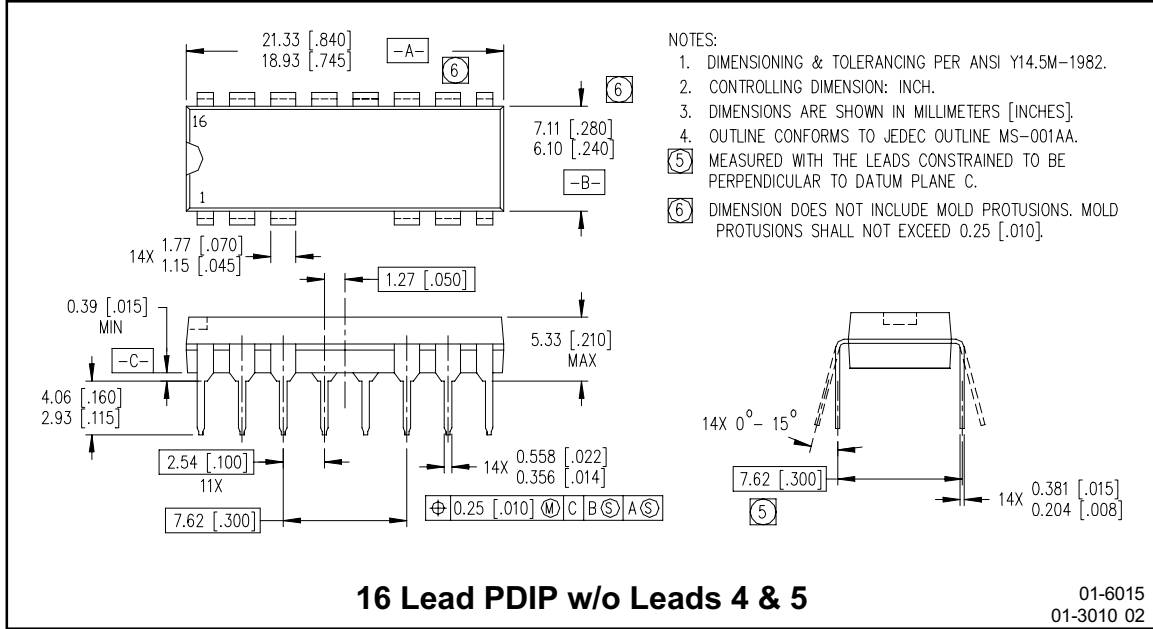 21.33 [.840]
18.93 [.745]
-A-
6
6
16
1
7.11 [.280]
6.10 [.240]
-B-
NOTES:
1. DIMENSIONING & TOLERANCING PER ANSI Y14.5M-1982.
2. CONTROLLING DIMENSION: INCH.
3. DIMENSIONS ARE SHOWN IN MILLIMETERS [INCHES].
4. OUTLINE CONFORMS TO JEDEC OUTLINE MS-001AA.
5 MEASURED WITH THE LEADS CONSTRAINED TO BE
PERPENDICULAR TO DATUM PLANE C.
6 DIMENSION DOES NOT INCLUDE MOLD PROTUSIONS. MOLD
PROTUSIONS SHALL NOT EXCEED 0.25 [.010].
14X 1.77 [.070]
1.15 [.045]
1.27 [.050]
0.39 [.015]
MIN
-C-
5.33 [.210]
MAX
4.06 [.160]
2.93 [.115]
2.54 [.100]
11X
14X 0.558 [.022]
0.356 [.014]
⌖ 0.25 [.010] Ⓜ C B Ⓢ A Ⓢ
7.62 [.300]
14X 0° - 15°
7.62 [.300]
5
14X 0.381 [.015]
0.204 [.008]
16 Lead PDIP w/o Leads 4 & 5
01-6015
01-3010 02